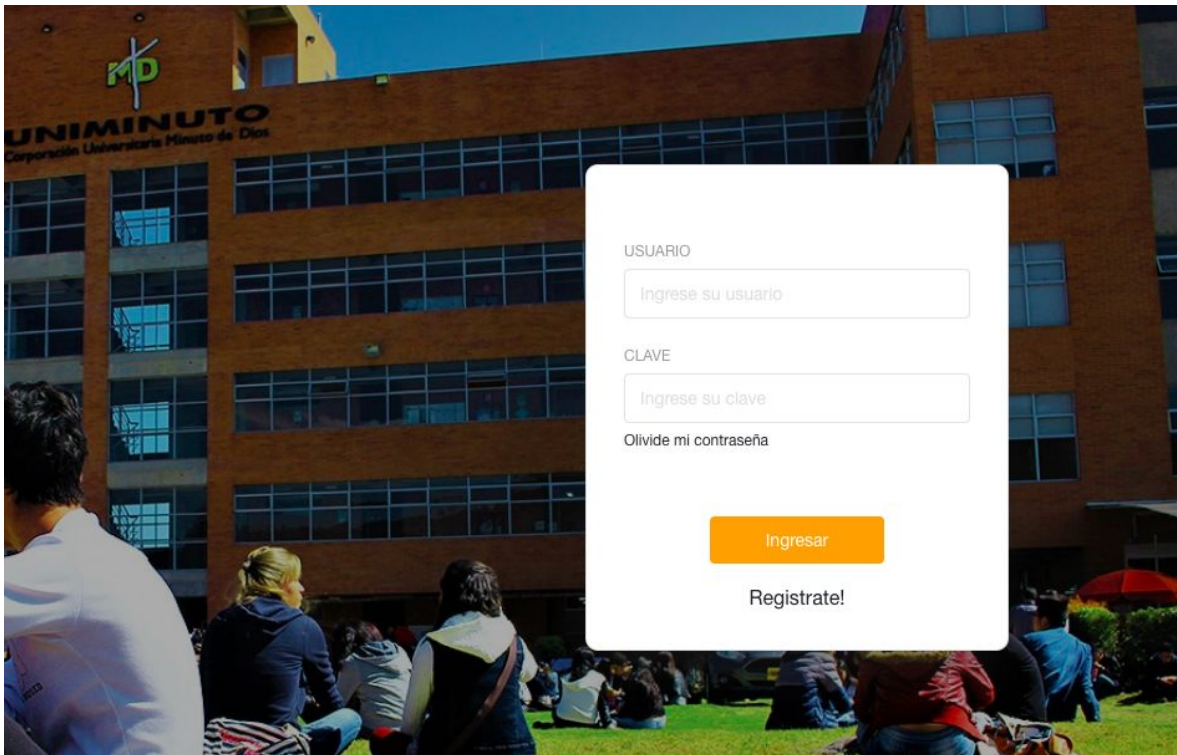 MD
UNIMINUTO
Corporación Universitaria Minuto de Dios
USUARIO
Ingrese su usuario
CLAVE
Ingrese su clave
Olivide mi contraseña
Ingresar
Registrate!